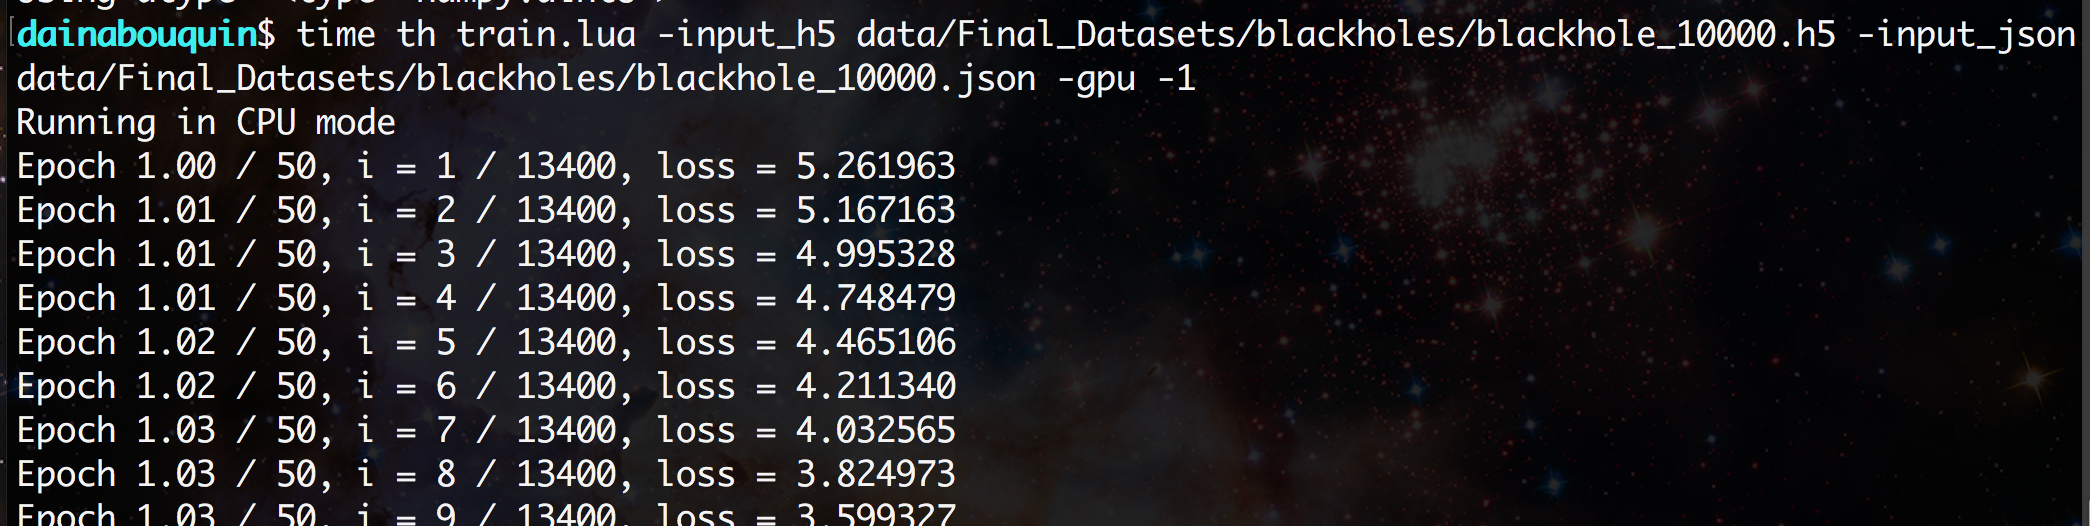 dainabouquin$ time th train.lua -input_h5 data/Final_Datasets/blackholes/blackhole_10000.h5 -input_json
data/Final_Datasets/blackholes/blackhole_10000.json -gpu -1
Running in CPU mode
Epoch 1.00 / 50, i = 1 / 13400, loss = 5.261963
Epoch 1.01 / 50, i = 2 / 13400, loss = 5.167163
Epoch 1.01 / 50, i = 3 / 13400, loss = 4.995328
Epoch 1.01 / 50, i = 4 / 13400, loss = 4.748479
Epoch 1.02 / 50, i = 5 / 13400, loss = 4.465106
Epoch 1.02 / 50, i = 6 / 13400, loss = 4.211340
Epoch 1.03 / 50, i = 7 / 13400, loss = 4.032565
Epoch 1.03 / 50, i = 8 / 13400, loss = 3.824973
Epoch 1.03 / 50, i = 9 / 13400, loss = 3.599327